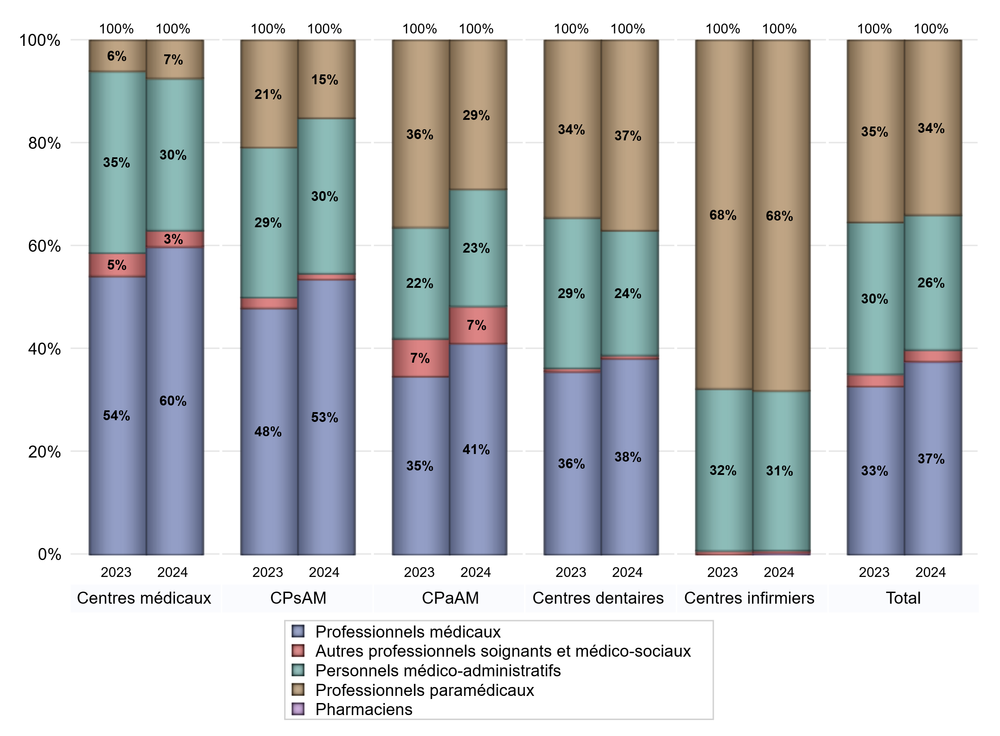 100% 100% 100% 100% 100% 100% 100% 100% 100% 100% 100% 100%
100%
80%
60%
40%
20%
0%
6% 35% 5% 54%
7% 30% 3% 60%
21% 29% 48%
15% 30% 53%
36% 22% 7% 35%
29% 23% 7% 41%
34% 29% 36%
37% 24% 38%
68% 32%
68% 31%
35% 30% 33%
34% 26% 37%
2023 2024 2023 2024 2023 2024 2023 2024 2023 2024 2023 2024
Centres médicaux CPsAM CPaAM Centres dentaires Centres infirmiers Total
Professionnels médicaux
Autres professionnels soignants et médico-sociaux
Personnels médico-administratifs
Professionnels paramédicaux
Pharmaciens